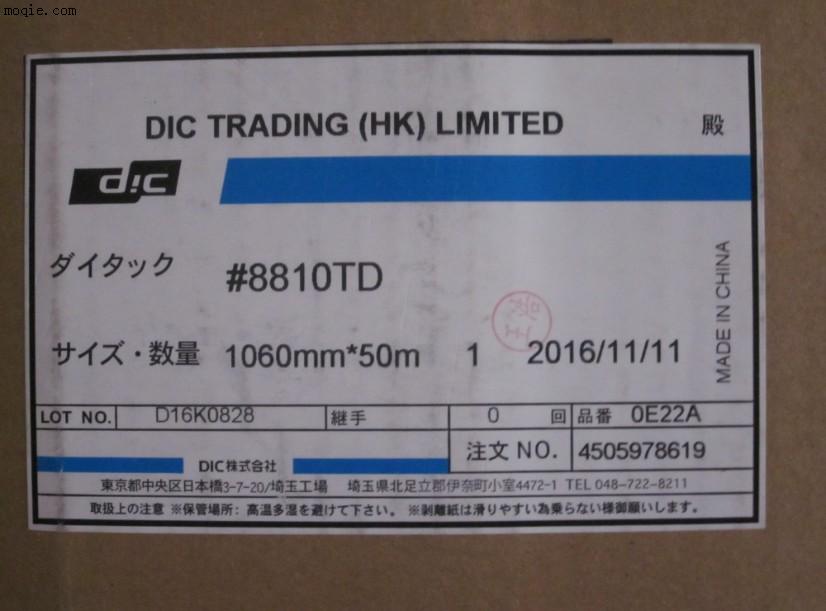 moqie.com
DIC TRADING (HK) LIMITED 殿
dic
ダイタック #8810TD
MADE IN CHINA
サイズ・数量 1060mm*50m 1 2016/11/11
LOT NO. D16K0828 継手 0 回 品番 0E22A
注文 NO. 4505978619
DIC株式会社
東京都中央区日本橋3-7-20/埼玉工場 埼玉県北足立郡伊奈町小室4472-1 TEL 048-722-8211
取扱上の注意 ※保管場所: 高温多湿を避けて下さい。 ※剥離紙は滑りやすい為乗らない様御願いします。